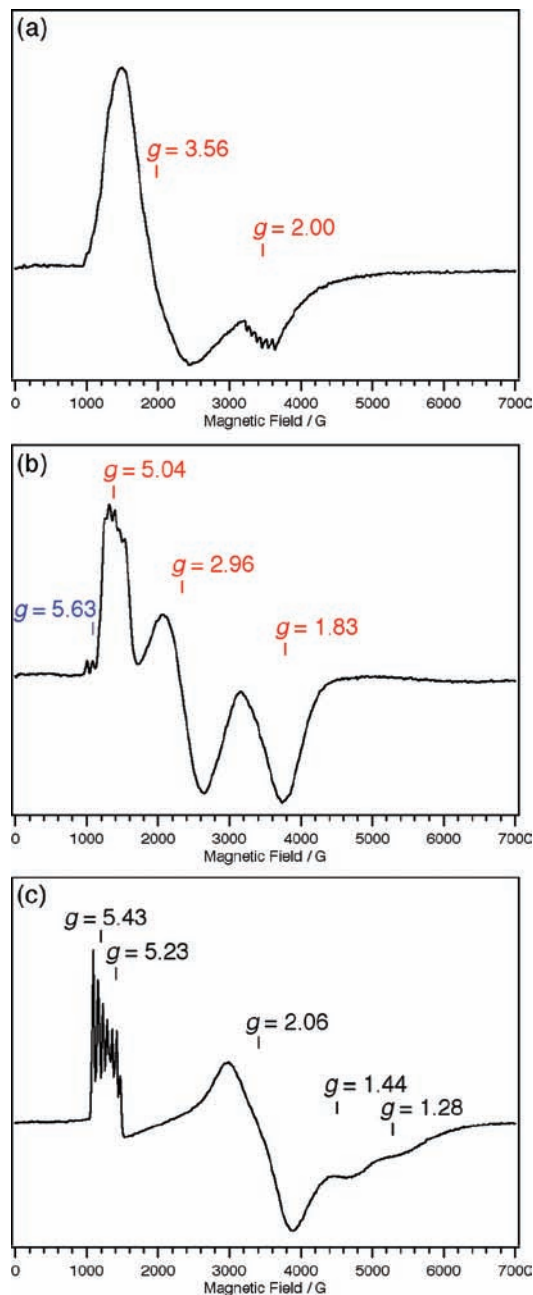 (a)
g = 3.56
g = 2.00
0 1000 2000 3000 4000 5000 6000 7000
Magnetic Field / G
(b)
g = 5.04
g = 2.96
g = 5.63
g = 1.83
0 1000 2000 3000 4000 5000 6000 7000
Magnetic Field / G
(c)
g = 5.43
g = 5.23
g = 2.06
g = 1.44
g = 1.28
0 1000 2000 3000 4000 5000 6000 7000
Magnetic Field / G